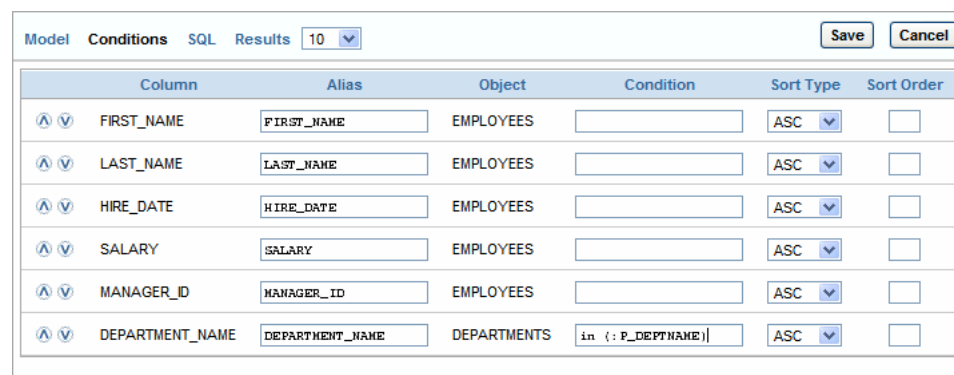 Model Conditions SQL Results 10 Save Cancel
Column Alias Object Condition Sort Type Sort Order
FIRST_NAME FIRST_NAME EMPLOYEES ASC
LAST_NAME LAST_NAME EMPLOYEES ASC
HIRE_DATE HIRE_DATE EMPLOYEES ASC
SALARY SALARY EMPLOYEES ASC
MANAGER_ID MANAGER_ID EMPLOYEES ASC
DEPARTMENT_NAME DEPARTMENT_NAME DEPARTMENTS in (:P_DEPTNAME) ASC